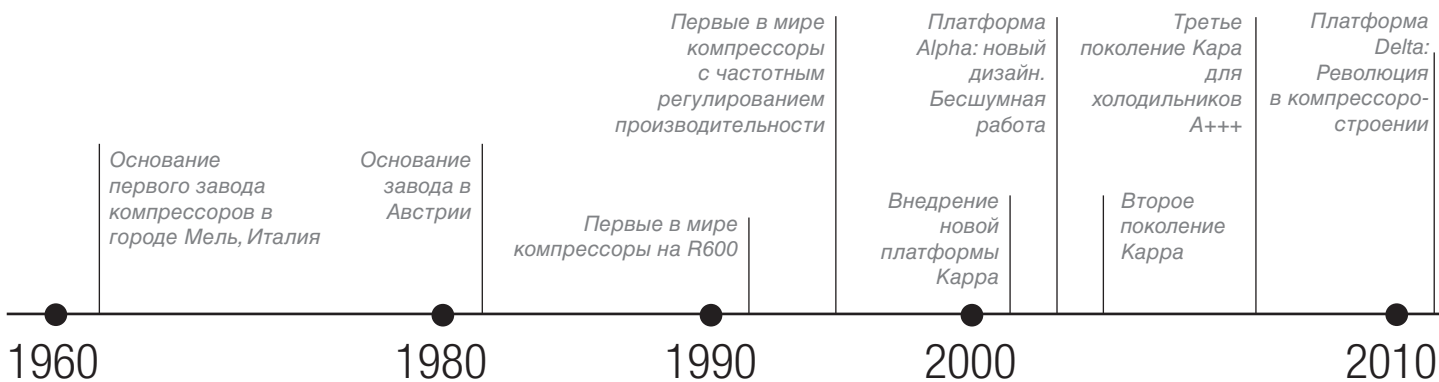 Основание
первого завода
компрессоров в
городе Мель, Италия
Основание
завода в
Австрии
Первые в мире
компрессоры на R600
Первые в мире
компрессоры
с частотным
регулированием
производительности
Внедрение
новой
платформы
Kappa
Платформа
Alpha: новый
дизайн.
Бесшумная
работа
Второе
поколение
Kappa
Третье
поколение Кара
для
холодильников
А+++
Платформа
Delta:
Революция
в компрессоро-
строении
1960
1980
1990
2000
2010